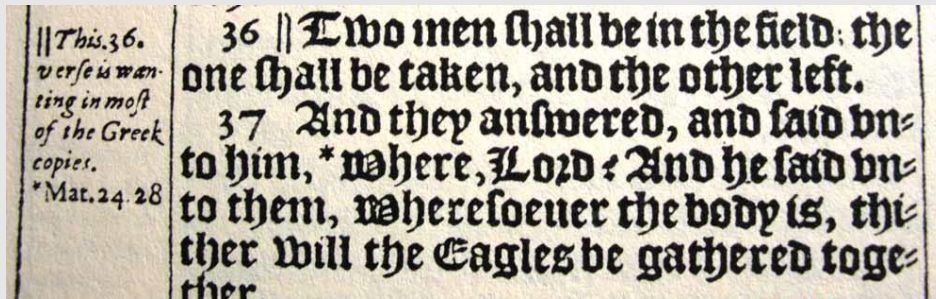 ||This.36.
verse is wan-
ting in most
of the Greek
copies.
*Mat.24.28
36 || Two men shall be in the field: the
one shall be taken, and the other left.
37 And they answered, and said vn-
to him, *Where, Lord? And he said vn-
to them, Wheresoeuer the body is, thi-
ther will the Eagles be gathered toge-
ther